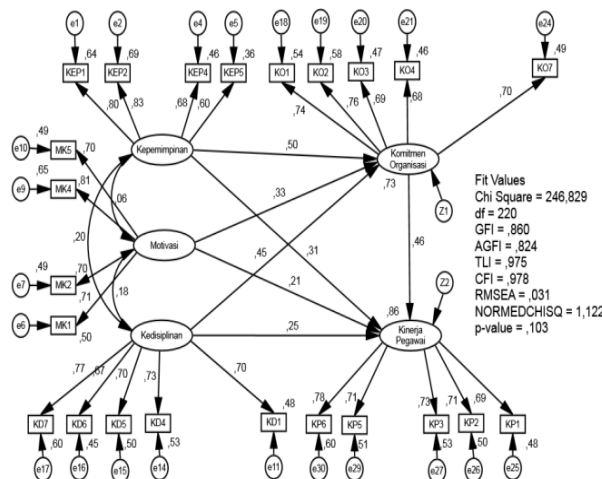 e1 e2 e4 e5 e18 e19 e20 e21 e24
,64 ,69 ,46 ,36 ,54 ,58 ,47 ,46 ,49
KEP1 KEP2 KEP4 KEP5 KO1 KO2 KO3 KO4 KO7
,80 ,83 ,68 ,60 ,74 ,76 ,69 ,68 ,70
,49
e10 MK5 ,70
Kepemimpinan
,50
Komitmen
Organisasi
,65
e9 MK4 ,81
,06
,33
,73
Z1
,20
Motivasi
,45 ,31
,46
,49 ,70
e7 MK2
,18
,21
,71
e6 MK1
,50
Z2
,86
Kedisiplinan
,25
Kinerja
Pegawai
Fit Values
Chi Square = 246,829
df = 220
GFI = ,860
AGFI = ,824
TLI = ,975
CFI = ,978
RMSEA = ,031
NORMEDCHISQ = 1,122
p-value = ,103
,77 ,67 ,70 ,73 ,70 ,78 ,71 ,73 ,71 ,69
KD7 KD6 KD5 KD4 KD1 KP6 KP5 KP3 KP2 KP1
,60 ,45 ,50 ,53 ,48 ,60 ,51 ,53 ,50 ,48
e17 e16 e15 e14 e11 e30 e29 e27 e26 e25